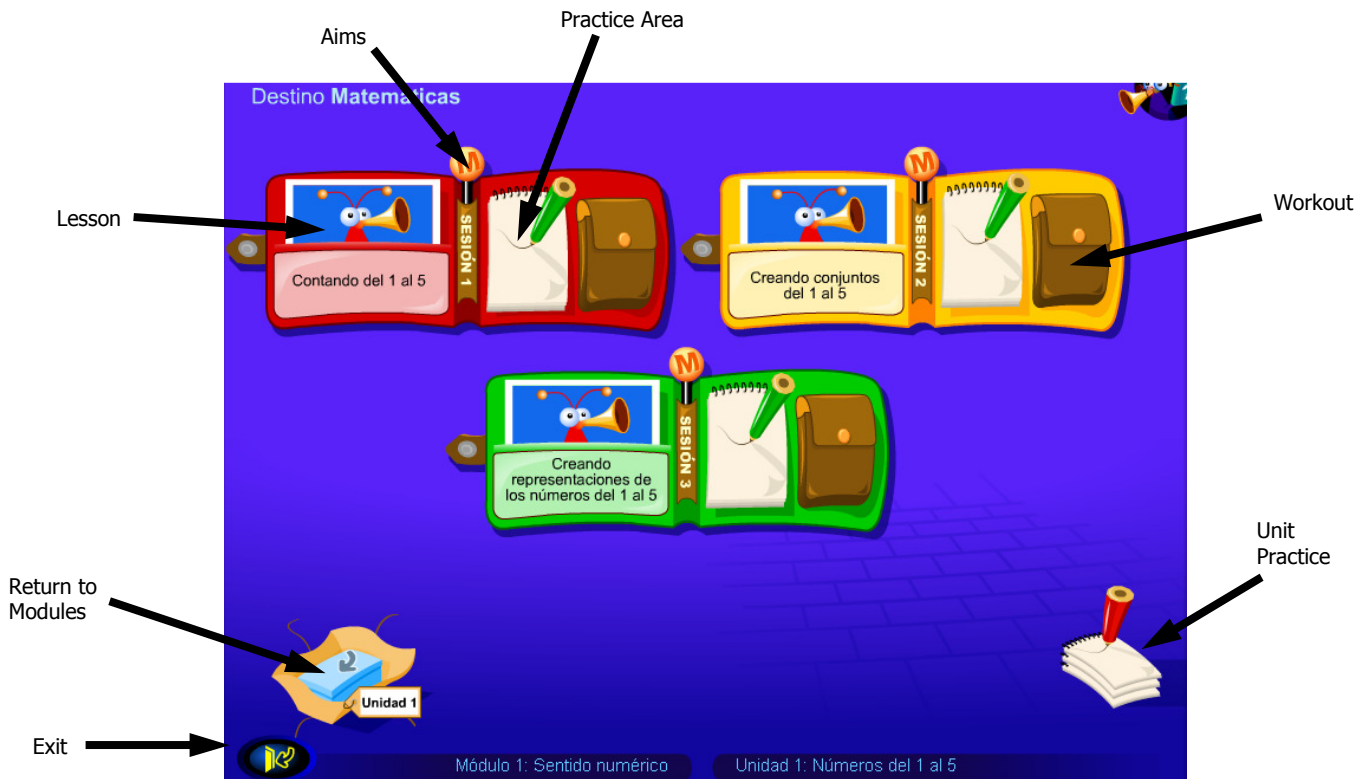 Practice Area
Aims
Destino Matemáticas
M
M
Lesson
Workout
SESIÓN 1
SESIÓN 2
Contando del 1 al 5
Creando conjuntos
del 1 al 5
M
SESIÓN 3
Creando
representaciones de
los números del 1 al 5
Unit
Practice
Return to
Modules
Unidad 1
Exit
Módulo 1: Sentido numérico
Unidad 1: Números del 1 al 5